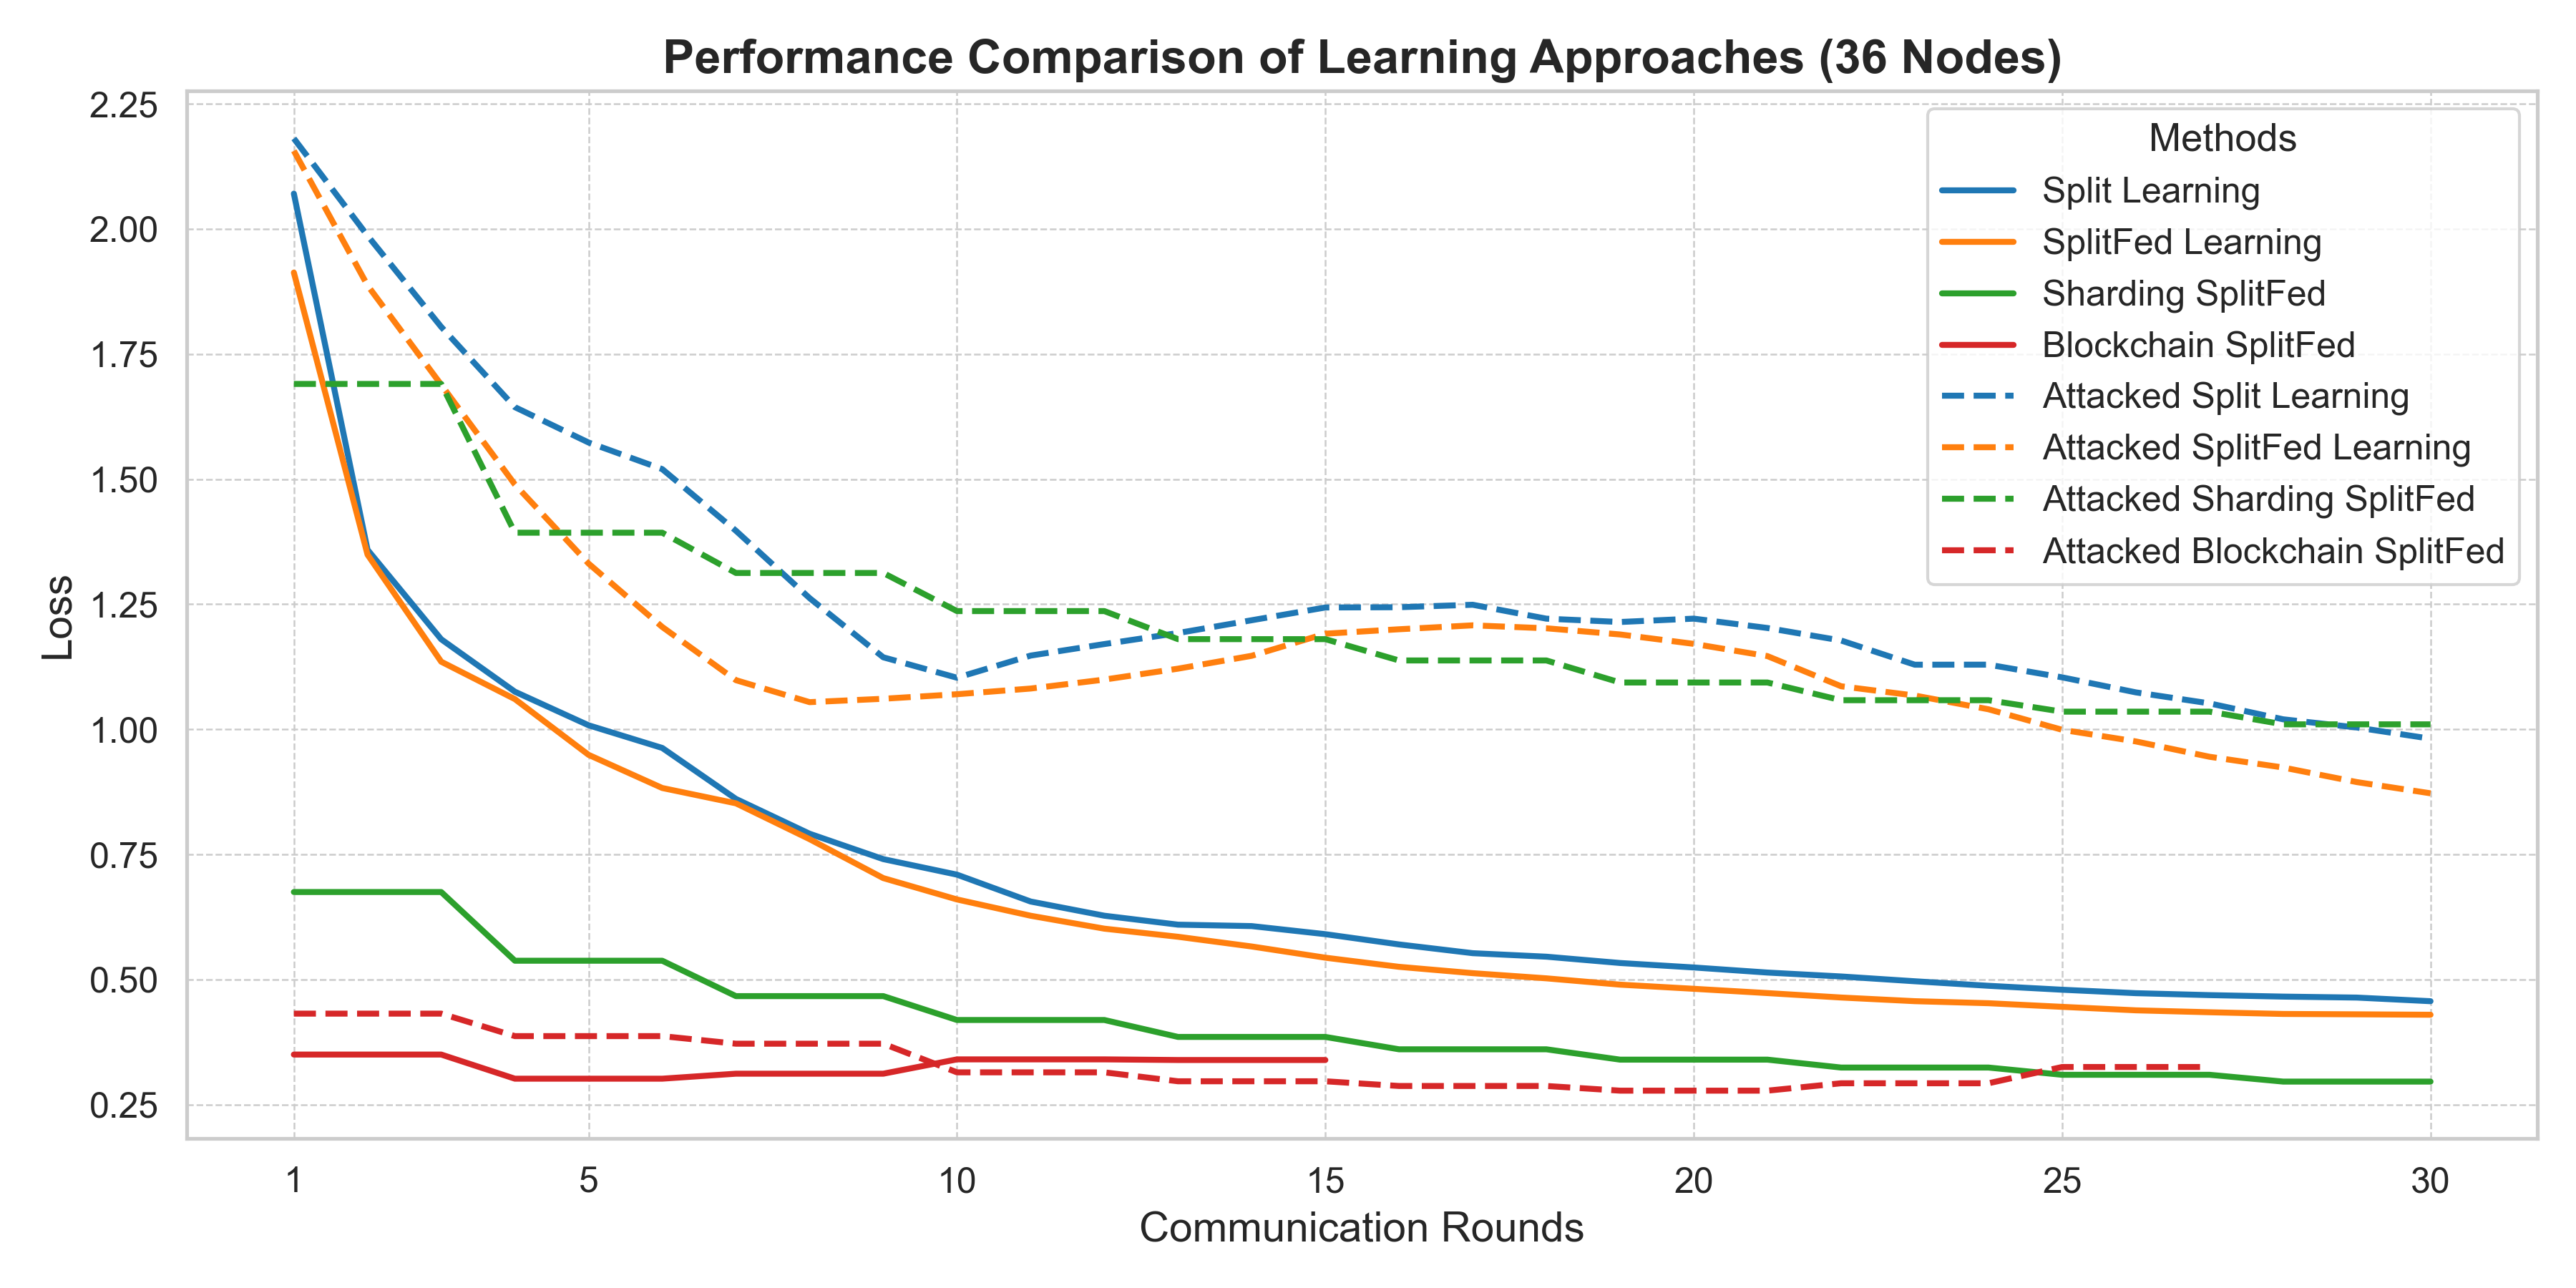 Performance Comparison of Learning Approaches (36 Nodes)
2.25
2.00
1.75
1.50
1.25
1.00
0.75
0.50
0.25
Loss
Methods
Split Learning
SplitFed Learning
Sharding SplitFed
Blockchain SplitFed
Attacked Split Learning
Attacked SplitFed Learning
Attacked Sharding SplitFed
Attacked Blockchain SplitFed
1 5 10 15 20 25 30
Communication Rounds